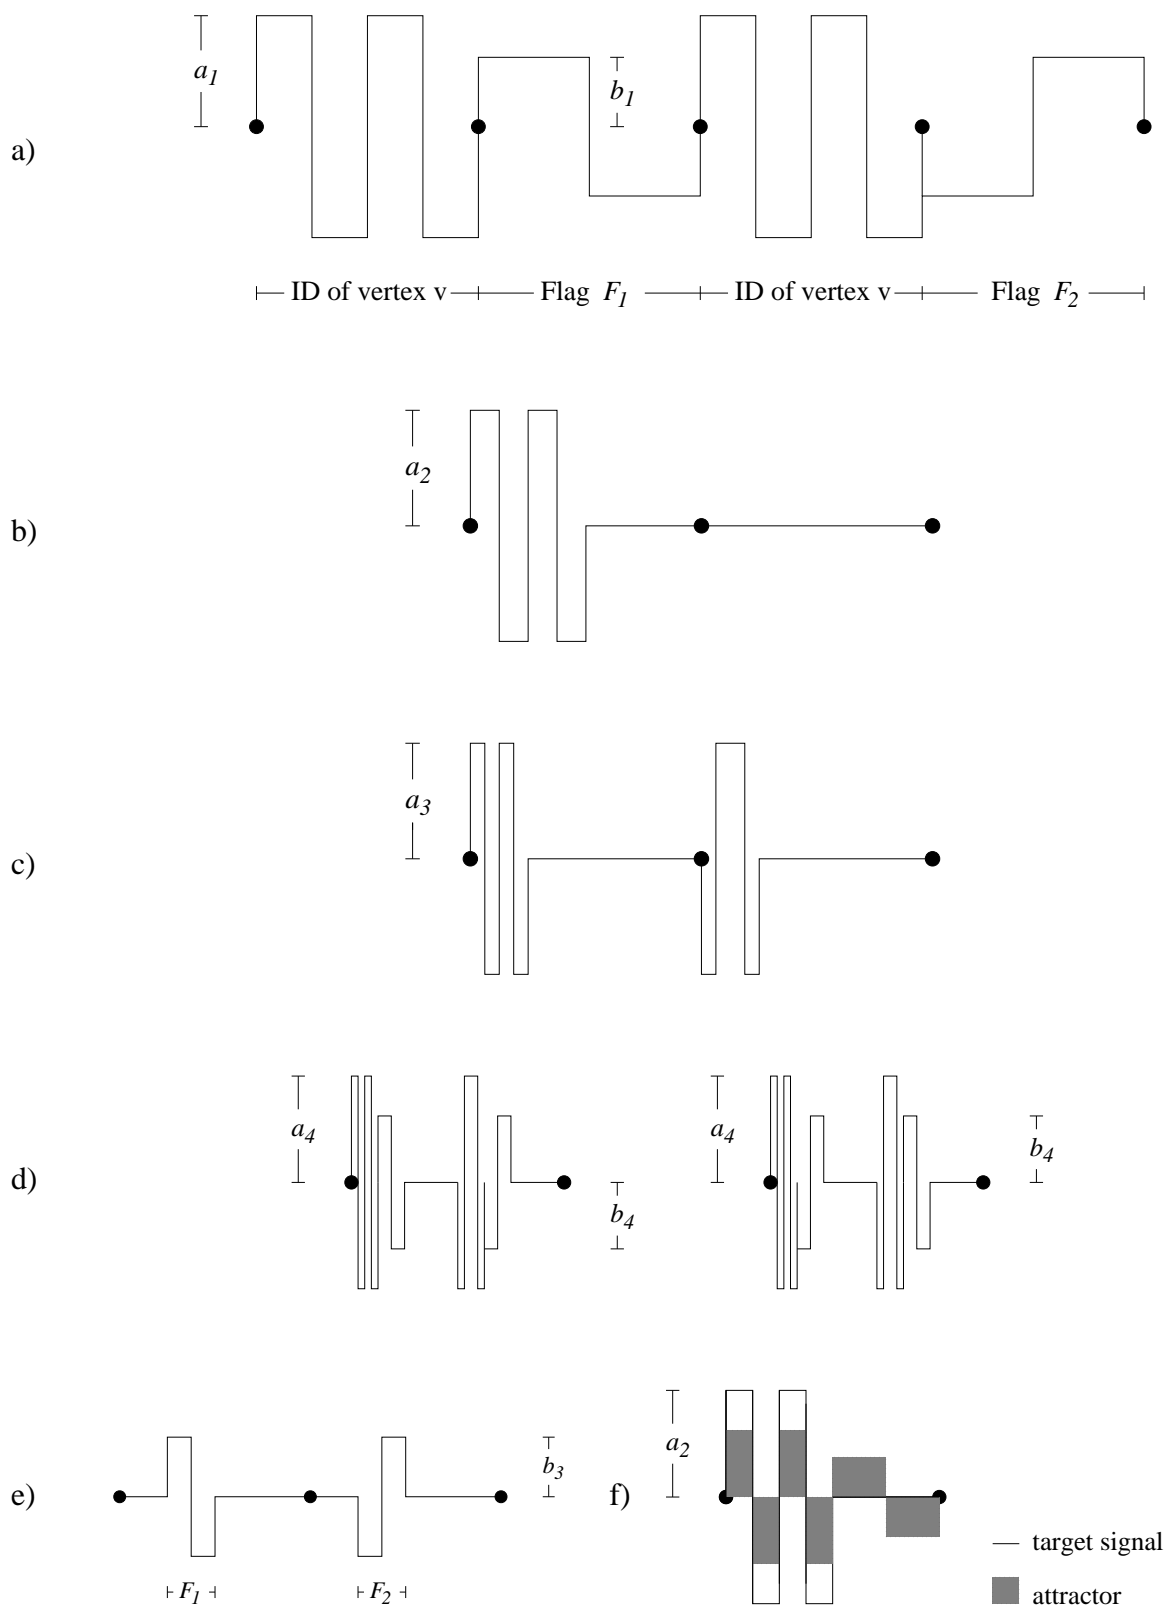 a1
b1
a)
ID of vertex v
Flag F1
ID of vertex v
Flag F2
a2
b)
a3
c)
a4
a4
b4
d)
b4
a2
b3
e)
f)
target signal
F1
F2
attractor